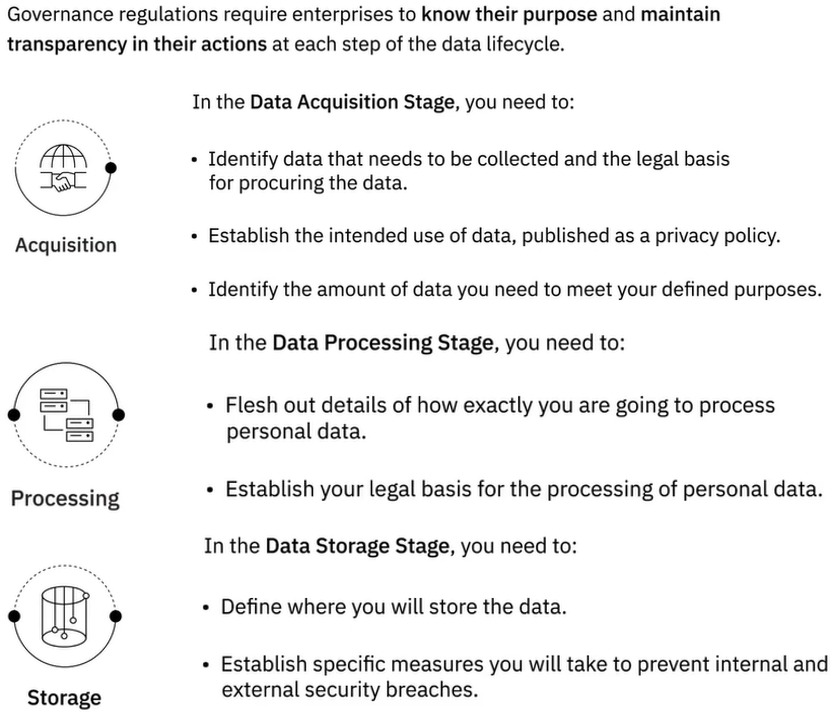 Governance regulations require enterprises to know their purpose and maintain
transparency in their actions at each step of the data lifecycle.
In the Data Acquisition Stage, you need to:
• Identify data that needs to be collected and the legal basis
for procuring the data.
Acquisition
• Establish the intended use of data, published as a privacy policy.
• Identify the amount of data you need to meet your defined purposes.
In the Data Processing Stage, you need to:
• Flesh out details of how exactly you are going to process
personal data.
Processing
• Establish your legal basis for the processing of personal data.
In the Data Storage Stage, you need to:
• Define where you will store the data.
• Establish specific measures you will take to prevent internal and
external security breaches.
Storage